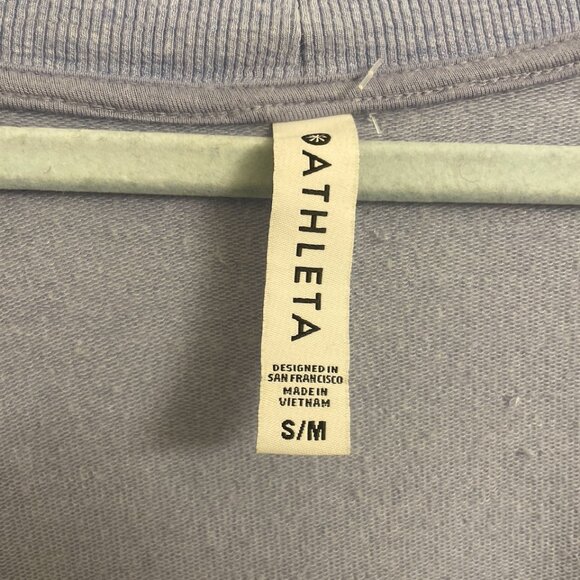 ATHLETA
DESIGNED IN
SAN FRANCISCO
MADE IN
VIETNAM
S/M